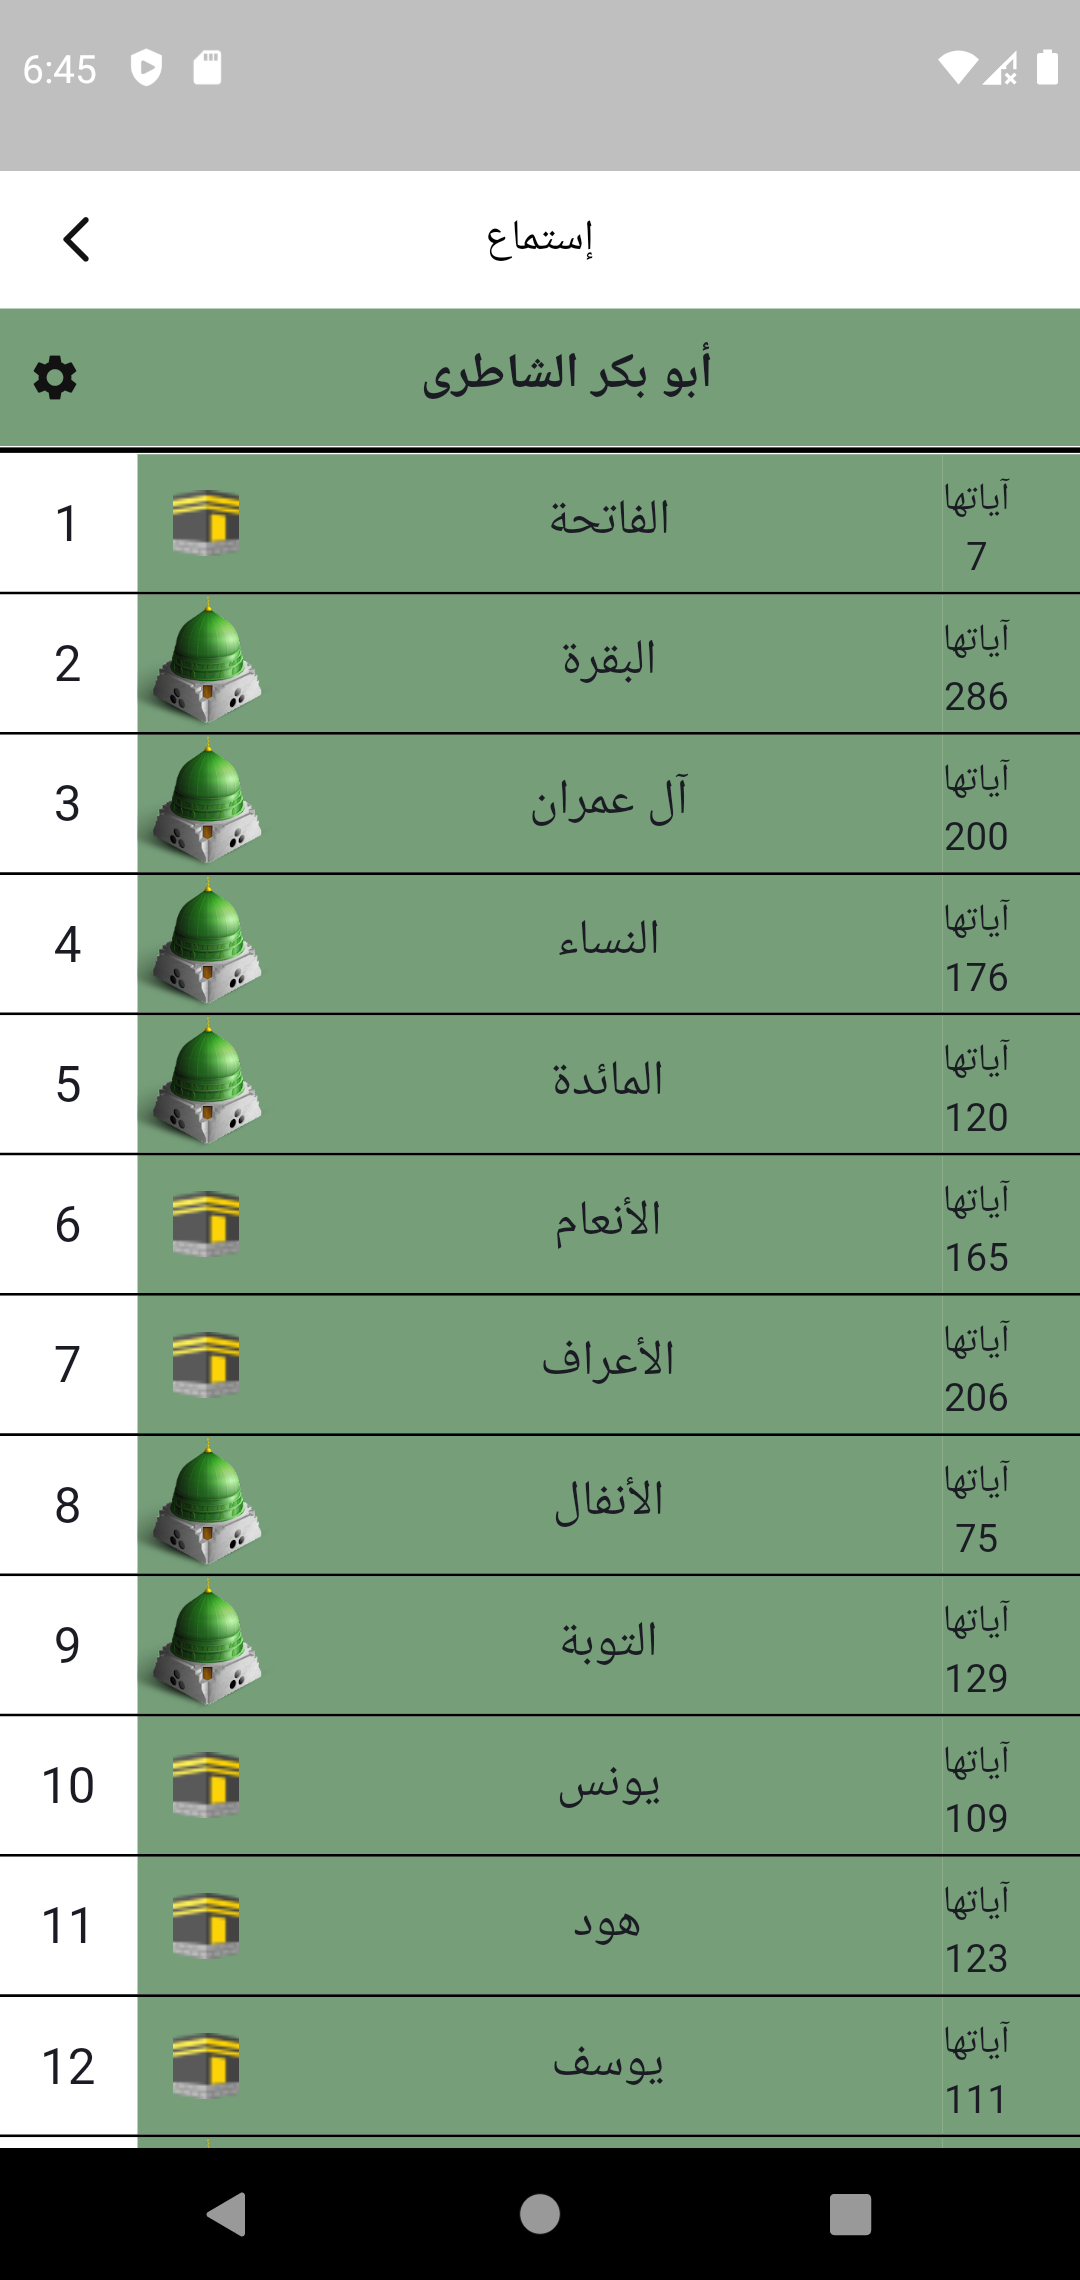 6:45
إستماع
أبو بكر الشاطرى
1
الفاتحة
آياتها
7
2
البقرة
آياتها
286
3
آل عمران
آياتها
200
4
النساء
آياتها
176
5
المائدة
آياتها
120
6
الأنعام
آياتها
165
7
الأعراف
آياتها
206
8
الأنفال
آياتها
75
9
التوبة
آياتها
129
10
يونس
آياتها
109
11
هود
آياتها
123
12
يوسف
آياتها
111